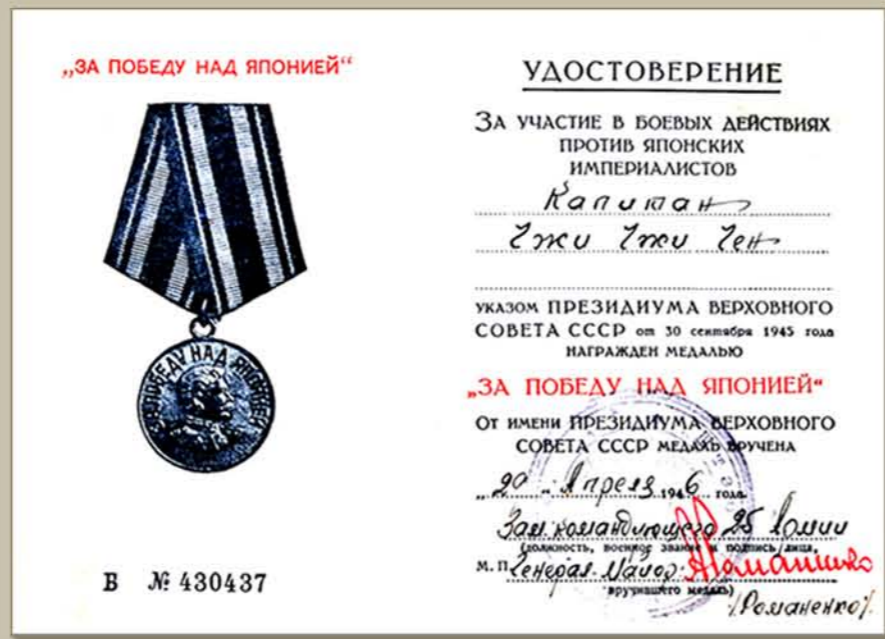 „ЗА ПОБЕДУ НАД ЯПОНИЕЙ“
ЗА ПОБЕДУ НАД ЯПОНИЕЙ
В № 430437
УДОСТОВЕРЕНИЕ
ЗА УЧАСТИЕ В БОЕВЫХ ДЕЙСТВИЯХ
ПРОТИВ ЯПОНСКИХ
ИМПЕРИАЛИСТОВ
Капитан
Чжи Чжи Чен
УКАЗОМ ПРЕЗИДИУМА ВЕРХОВНОГО
СОВЕТА СССР от 30 сентября 1945 года
НАГРАЖДЕН МЕДАЛЬЮ
„ЗА ПОБЕДУ НАД ЯПОНИЕЙ“
ОТ ИМЕНИ ПРЕЗИДИУМА ВЕРХОВНОГО
СОВЕТА СССР МЕДАЛЬ ВРУЧЕНА
„20“ Апреля 1946 года
Зам. командующего 25 Армии
(должность, военное звание и подпись лица,
М. П. Генерал-Майор
вручившего медаль)
/Романенко/.